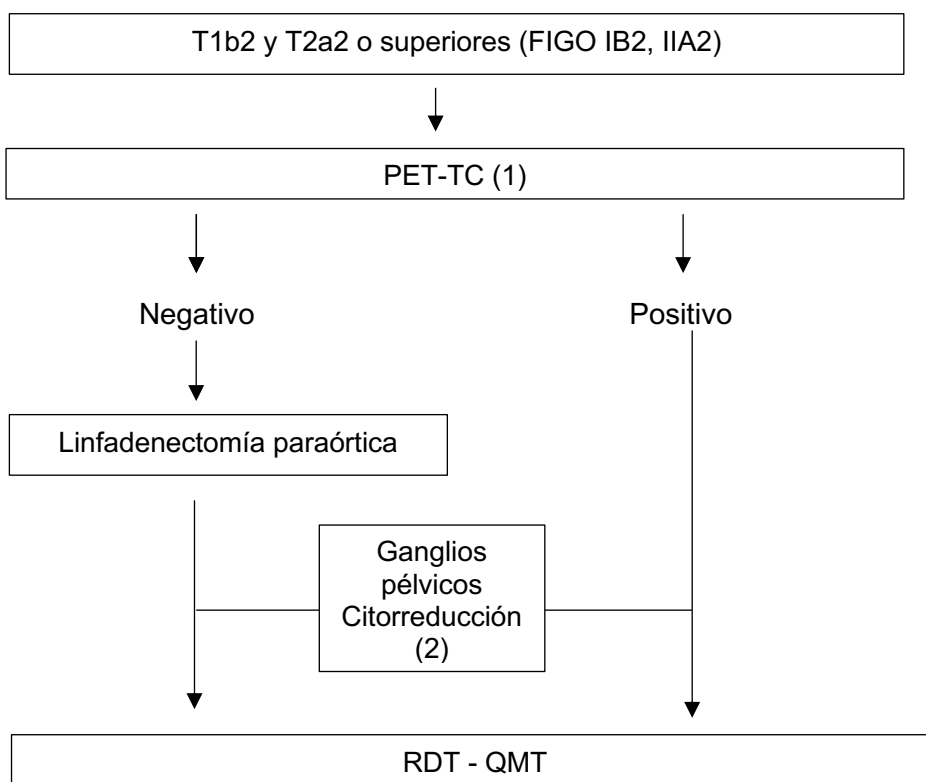 T1b2 y T2a2 o superiores (FIGO IB2, IIA2)
PET-TC (1)
Negativo
Positivo
Linfadenectomía paraórtica
Ganglios
pélvicos
Citorreducción
(2)
RDT - QMT